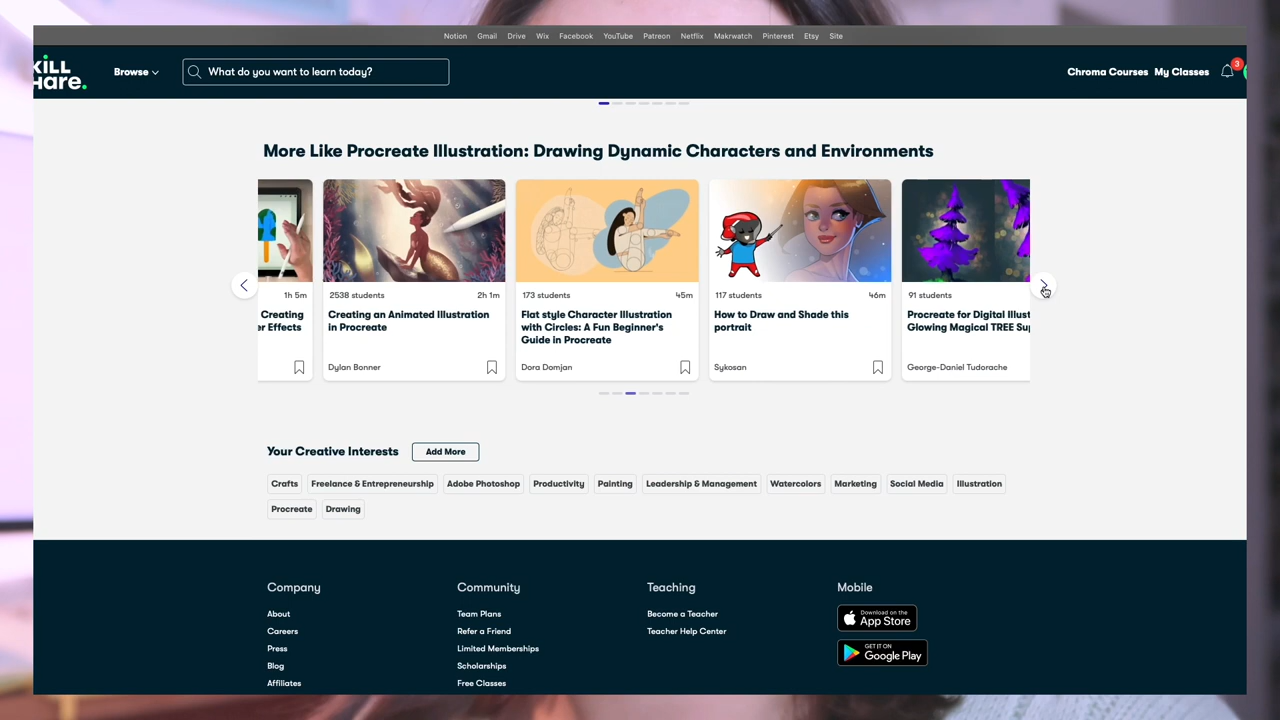 Notion Gmail Drive Wix Facebook YouTube Patreon Netflix Makrwatch Pinterest Etsy Site
KILL
Hare.
Browse
What do you want to learn today?
Chroma Courses My Classes
3
More Like Procreate Illustration: Drawing Dynamic Characters and Environments
1h 5m
Creating
er Effects
2538 students 2h 1m
Creating an Animated Illustration
in Procreate
Dylan Bonner
173 students 45m
Flat style Character Illustration
with Circles: A Fun Beginner's
Guide in Procreate
Dora Domjan
117 students 46m
How to Draw and Shade this
portrait
Sykosan
91 students
Procreate for Digital Illust
Glowing Magical TREE Sup
George-Daniel Tudorache
Your Creative Interests Add More
Crafts Freelance & Entrepreneurship Adobe Photoshop Productivity Painting Leadership & Management Watercolors Marketing Social Media Illustration
Procreate Drawing
Company
About
Careers
Press
Blog
Affiliates
Community
Team Plans
Refer a Friend
Limited Memberships
Scholarships
Free Classes
Teaching
Become a Teacher
Teacher Help Center
Mobile
Download on the
App Store
GET IT ON
Google Play